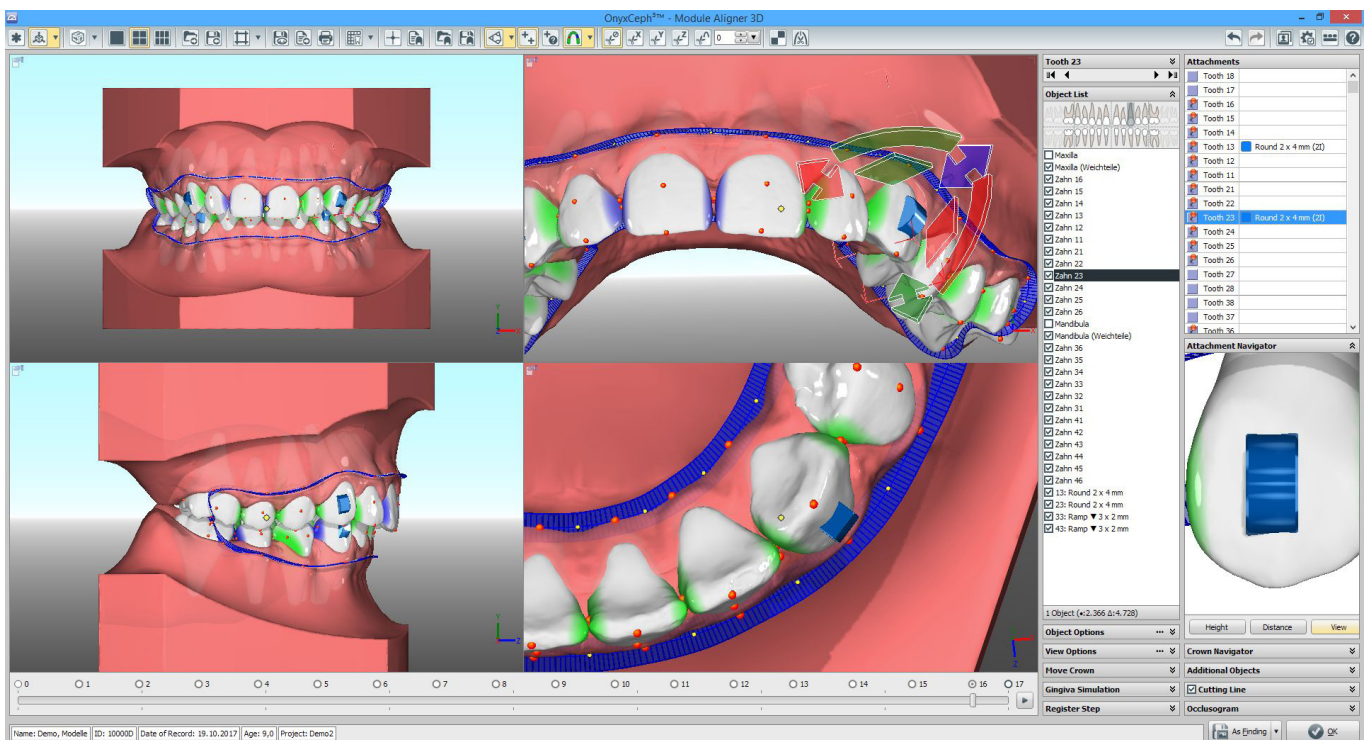 OnyxCeph³™ - Module Aligner 3D
0
Tooth 23
Object List
Maxilla
Maxilla (Weichteile)
Zahn 16
Zahn 15
Zahn 14
Zahn 13
Zahn 12
Zahn 11
Zahn 21
Zahn 22
Zahn 23
Zahn 24
Zahn 25
Zahn 26
Mandibula
Mandibula (Weichteile)
Zahn 36
Zahn 35
Zahn 34
Zahn 33
Zahn 32
Zahn 31
Zahn 41
Zahn 42
Zahn 43
Zahn 44
Zahn 45
Zahn 46
13: Round 2 x 4 mm
23: Round 2 x 4 mm
33: Ramp ▼ 3 x 2 mm
43: Ramp ▼ 3 x 2 mm
1 Object (•:2.366 Δ:4.728)
Object Options
View Options
Move Crown
Gingiva Simulation
Register Step
Attachments
Tooth 18
Tooth 17
Tooth 16
Tooth 15
Tooth 14
Tooth 13 Round 2 x 4 mm (2I)
Tooth 12
Tooth 11
Tooth 21
Tooth 22
Tooth 23 Round 2 x 4 mm (2I)
Tooth 24
Tooth 25
Tooth 26
Tooth 27
Tooth 28
Tooth 38
Tooth 37
Tooth 36
Attachment Navigator
Height Distance View
Crown Navigator
Additional Objects
Cutting Line
Occlusogram
0 1 2 3 4 5 6 7 8 9 10 11 12 13 14 15 16 17
Name: Demo, Modelle ID: 10000D Date of Record: 19.10.2017 Age: 9,0 Project: Demo2
As Finding OK